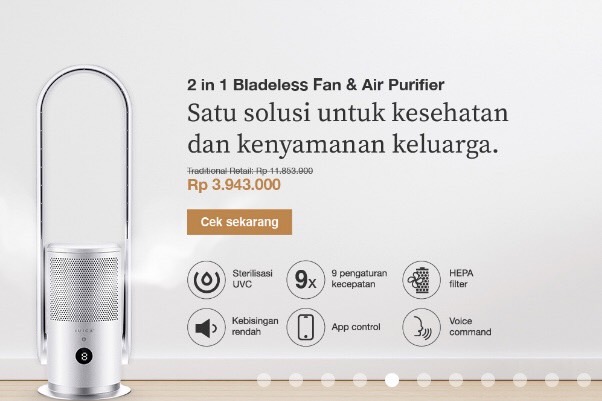 2 in 1 Bladeless Fan & Air Purifier
Satu solusi untuk kesehatan
dan kenyamanan keluarga.
Traditional Retail: Rp 11.853.900
Rp 3.943.000
Cek sekarang
Sterilisasi
UVC
9x
9 pengaturan
kecepatan
HEPA
filter
Kebisingan
rendah
App control
Voice
command
8